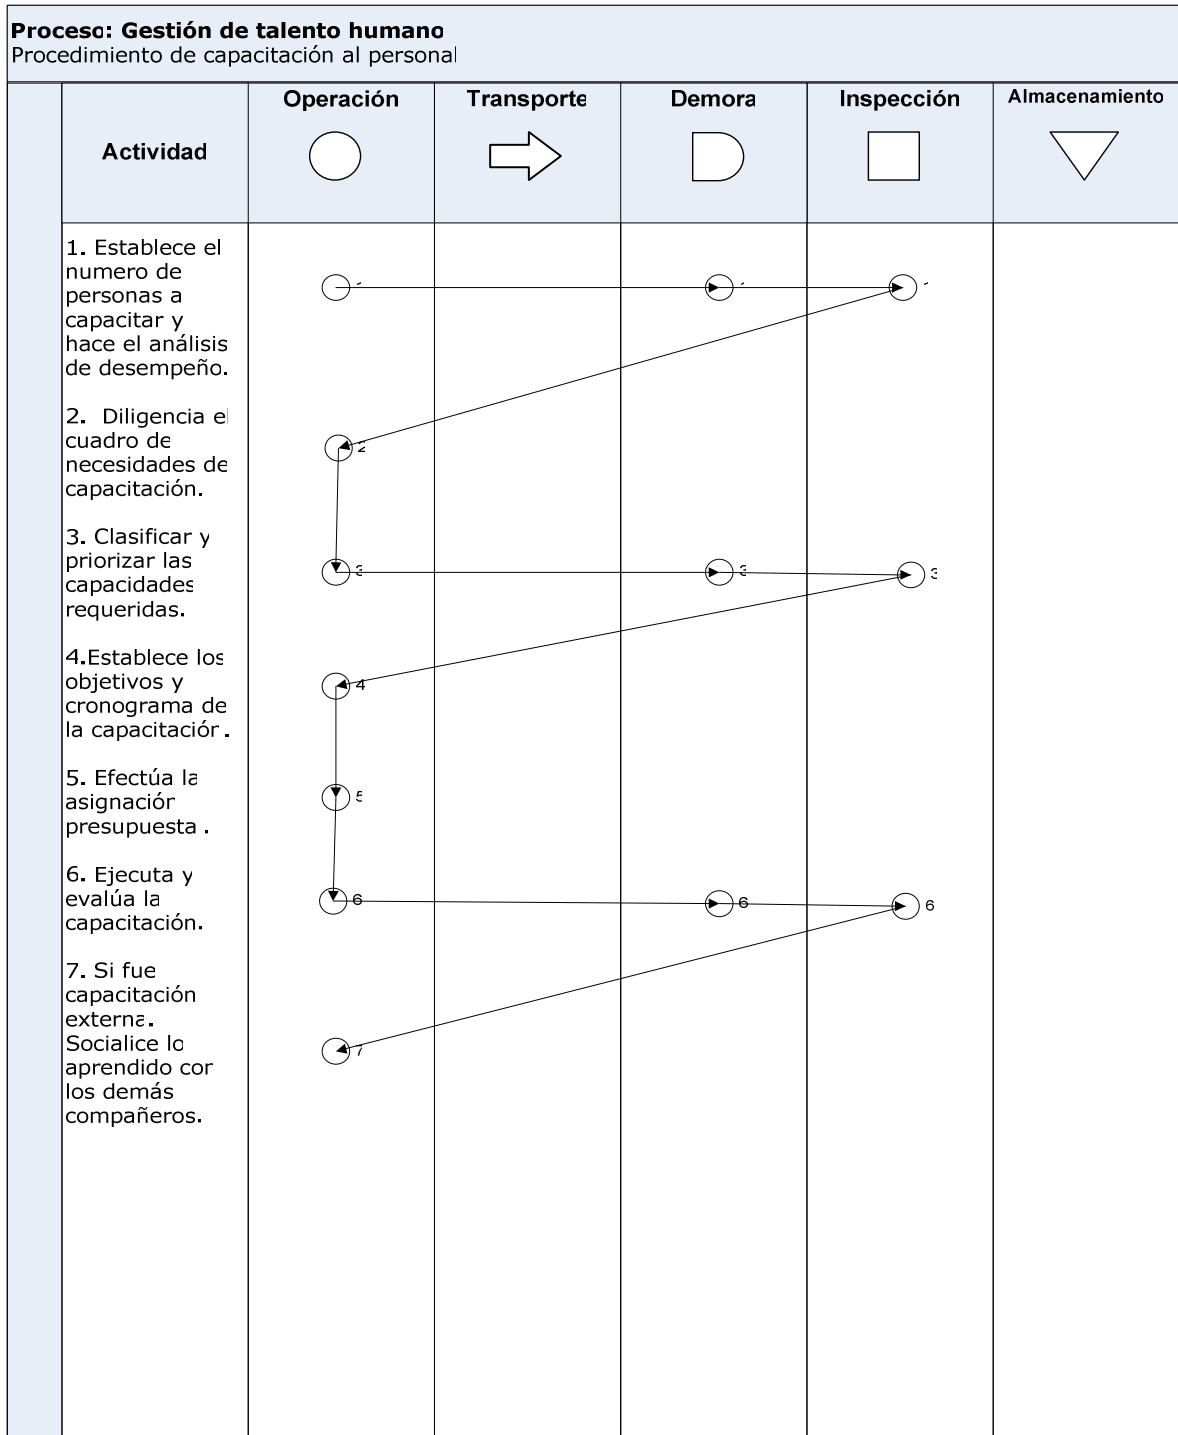 Proceso: Gestión de talento humano
Procedimiento de capacitación al personal
Actividad
Operación
Transporte
Demora
Inspección
Almacenamiento
1. Establece el
numero de
personas a
capacitar y
hace el análisis
de desempeño.
2. Diligencia el
cuadro de
necesidades de
capacitación.
3. Clasificar y
priorizar las
capacidades
requeridas.
4.Establece los
objetivos y
cronograma de
la capacitación.
5. Efectúa la
asignación
presupuesta.
6. Ejecuta y
evalúa la
capacitación.
7. Si fue
capacitación
externa.
Socialice lo
aprendido con
los demás
compañeros.
2
3
3
3
4
5
6
6
6
7